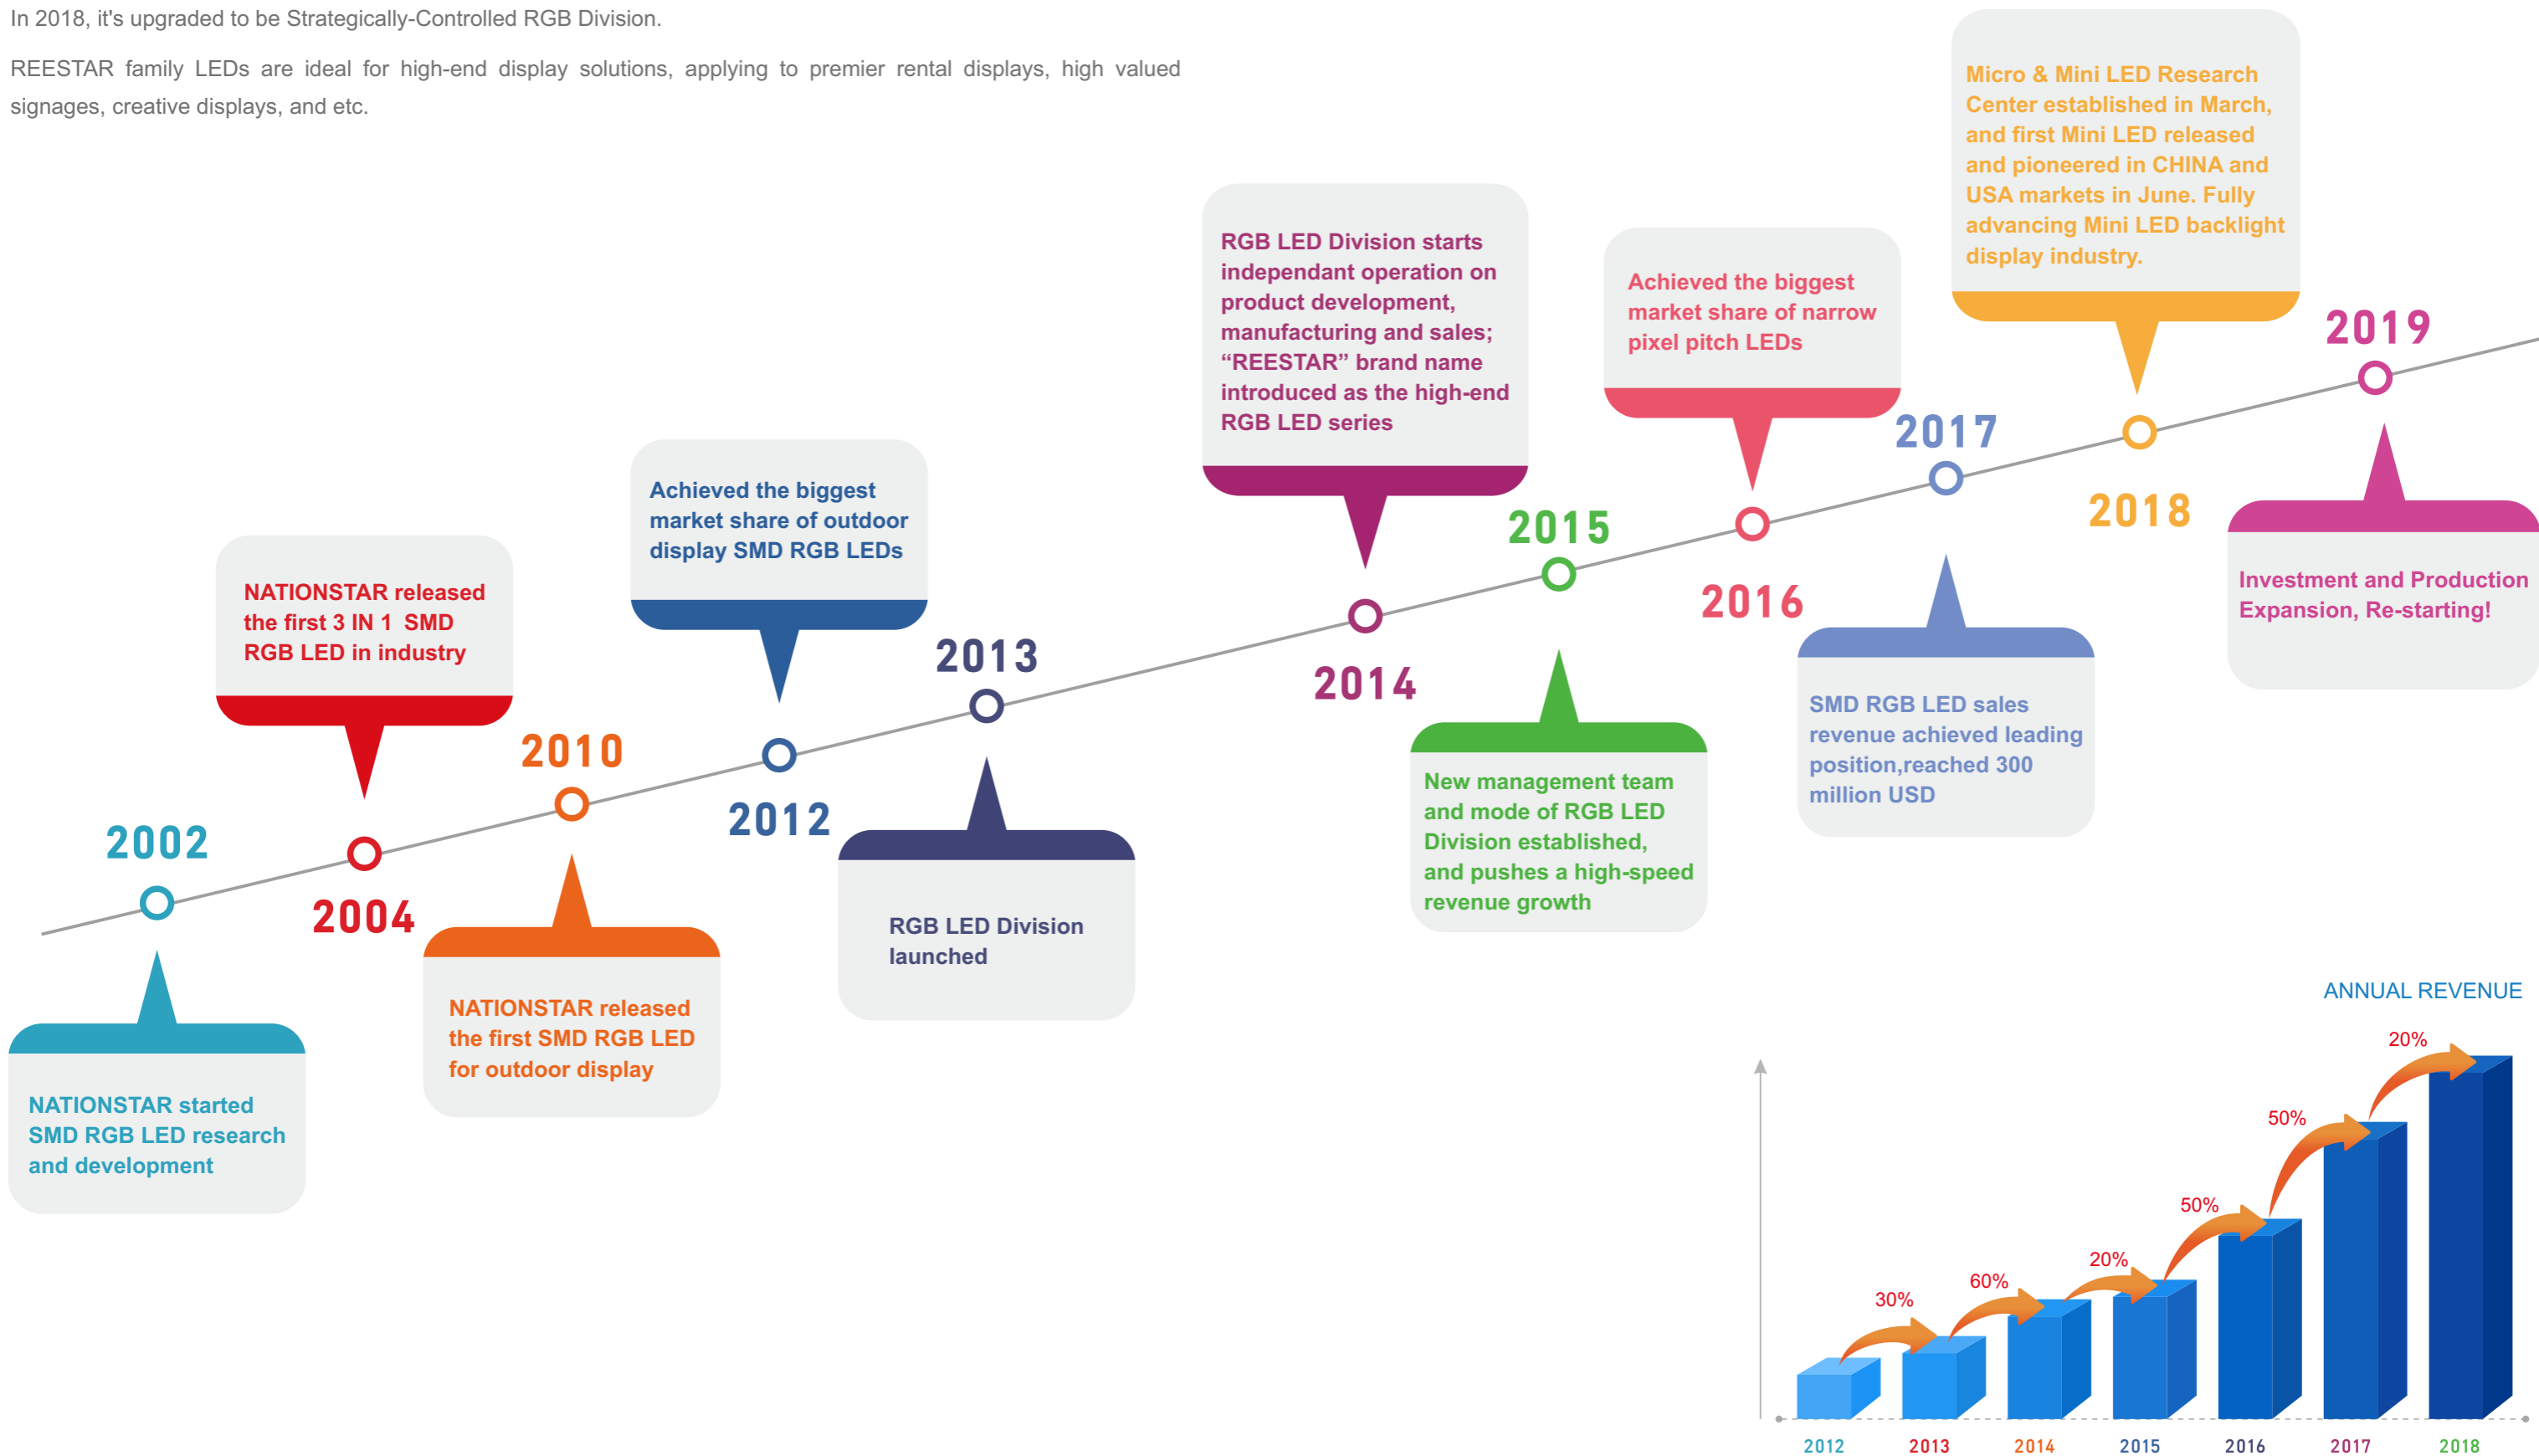 In 2018, it's upgraded to be Strategically-Controlled RGB Division.
REESTAR family LEDs are ideal for high-end display solutions, applying to premier rental displays, high valued
signages, creative displays, and etc.
2002
NATIONSTAR started
SMD RGB LED research
and development
NATIONSTAR released
the first 3 IN 1 SMD
RGB LED in industry
2004
2010
NATIONSTAR released
the first SMD RGB LED
for outdoor display
Achieved the biggest
market share of outdoor
display SMD RGB LEDs
2012
2013
RGB LED Division
launched
RGB LED Division starts
independant operation on
product development,
manufacturing and sales;
“REESTAR” brand name
introduced as the high-end
RGB LED series
2014
2015
New management team
and mode of RGB LED
Division established,
and pushes a high-speed
revenue growth
Achieved the biggest
market share of narrow
pixel pitch LEDs
2016
2017
SMD RGB LED sales
revenue achieved leading
position,reached 300
million USD
Micro & Mini LED Research
Center established in March,
and first Mini LED released
and pioneered in CHINA and
USA markets in June. Fully
advancing Mini LED backlight
display industry.
2018
2019
Investment and Production
Expansion, Re-starting!
ANNUAL REVENUE
30%
60%
20%
50%
50%
20%
2012
2013
2014
2015
2016
2017
2018